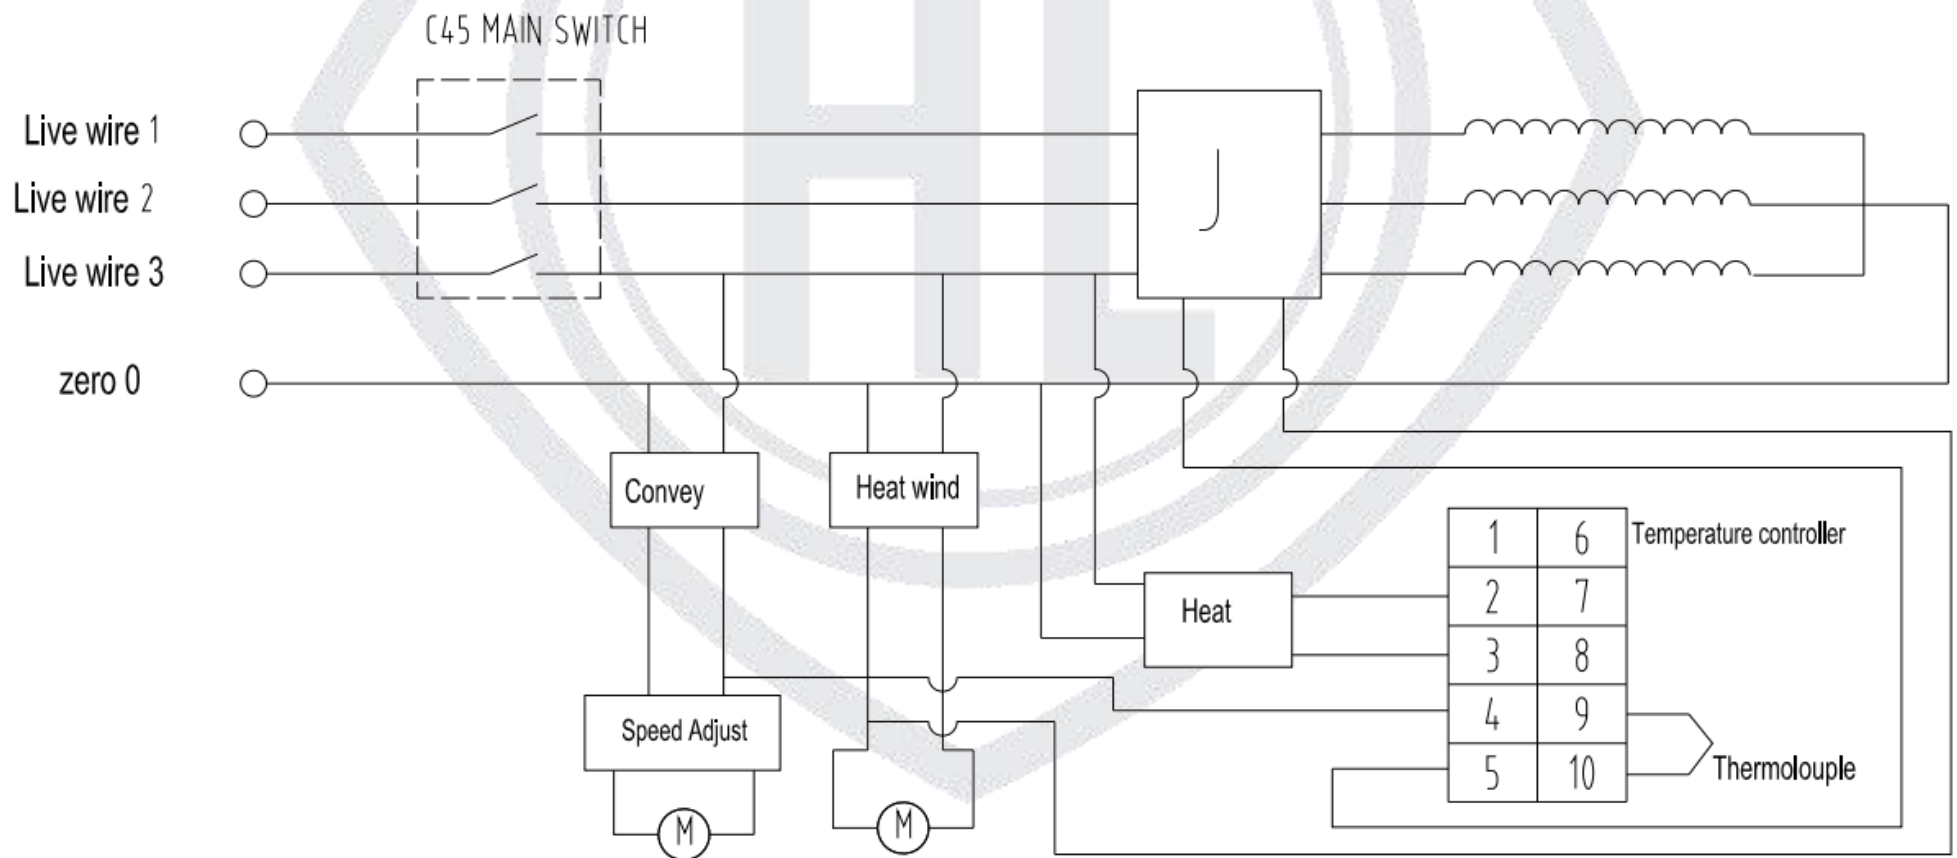 C45 MAIN SWITCH
Live wire 1
Live wire 2
Live wire 3
zero 0
J
HL
Convey
Heat wind
Heat
Speed Adjust
M
M
1 6
2 7
3 8
4 9
5 10
Temperature controller
Thermolouple